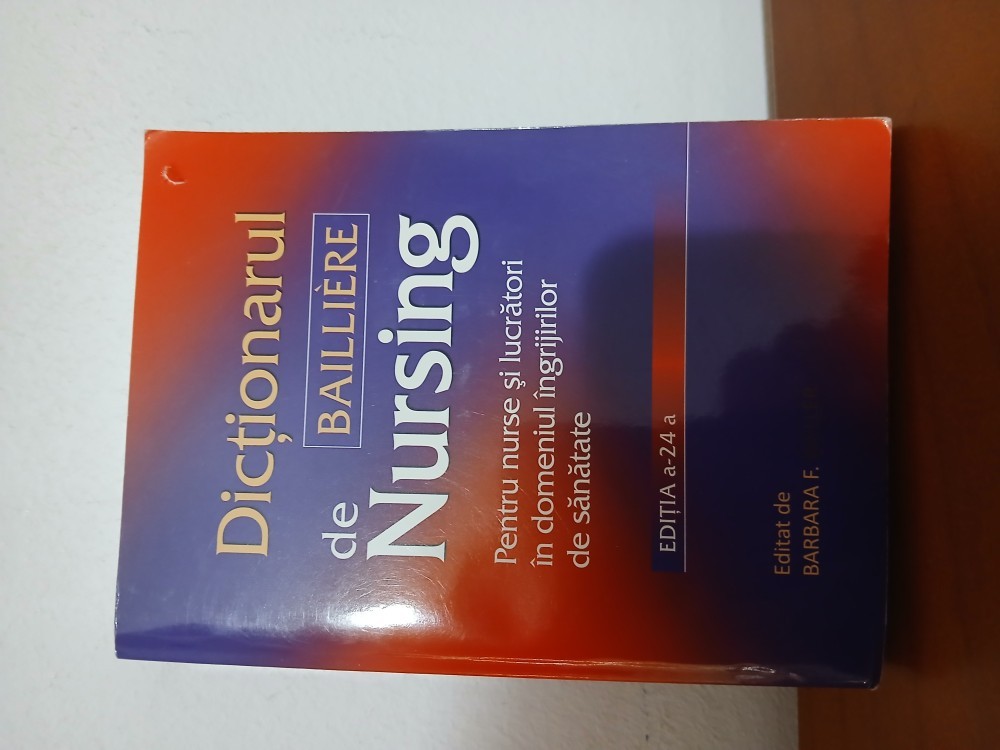 Dicționarul
BAILLIÈRE
de
Nursing
Pentru nurse și lucrători
în domeniul îngrijirilor
de sănătate
EDIȚIA a-24 a
Editat de
BARBARA F.